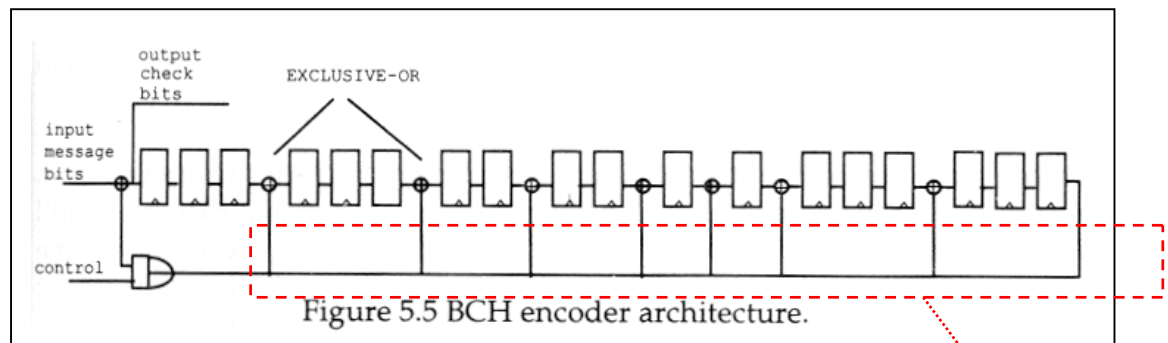 output
check
bits
EXCLUSIVE-OR
input
message
bits
control
Figure 5.5 BCH encoder architecture.